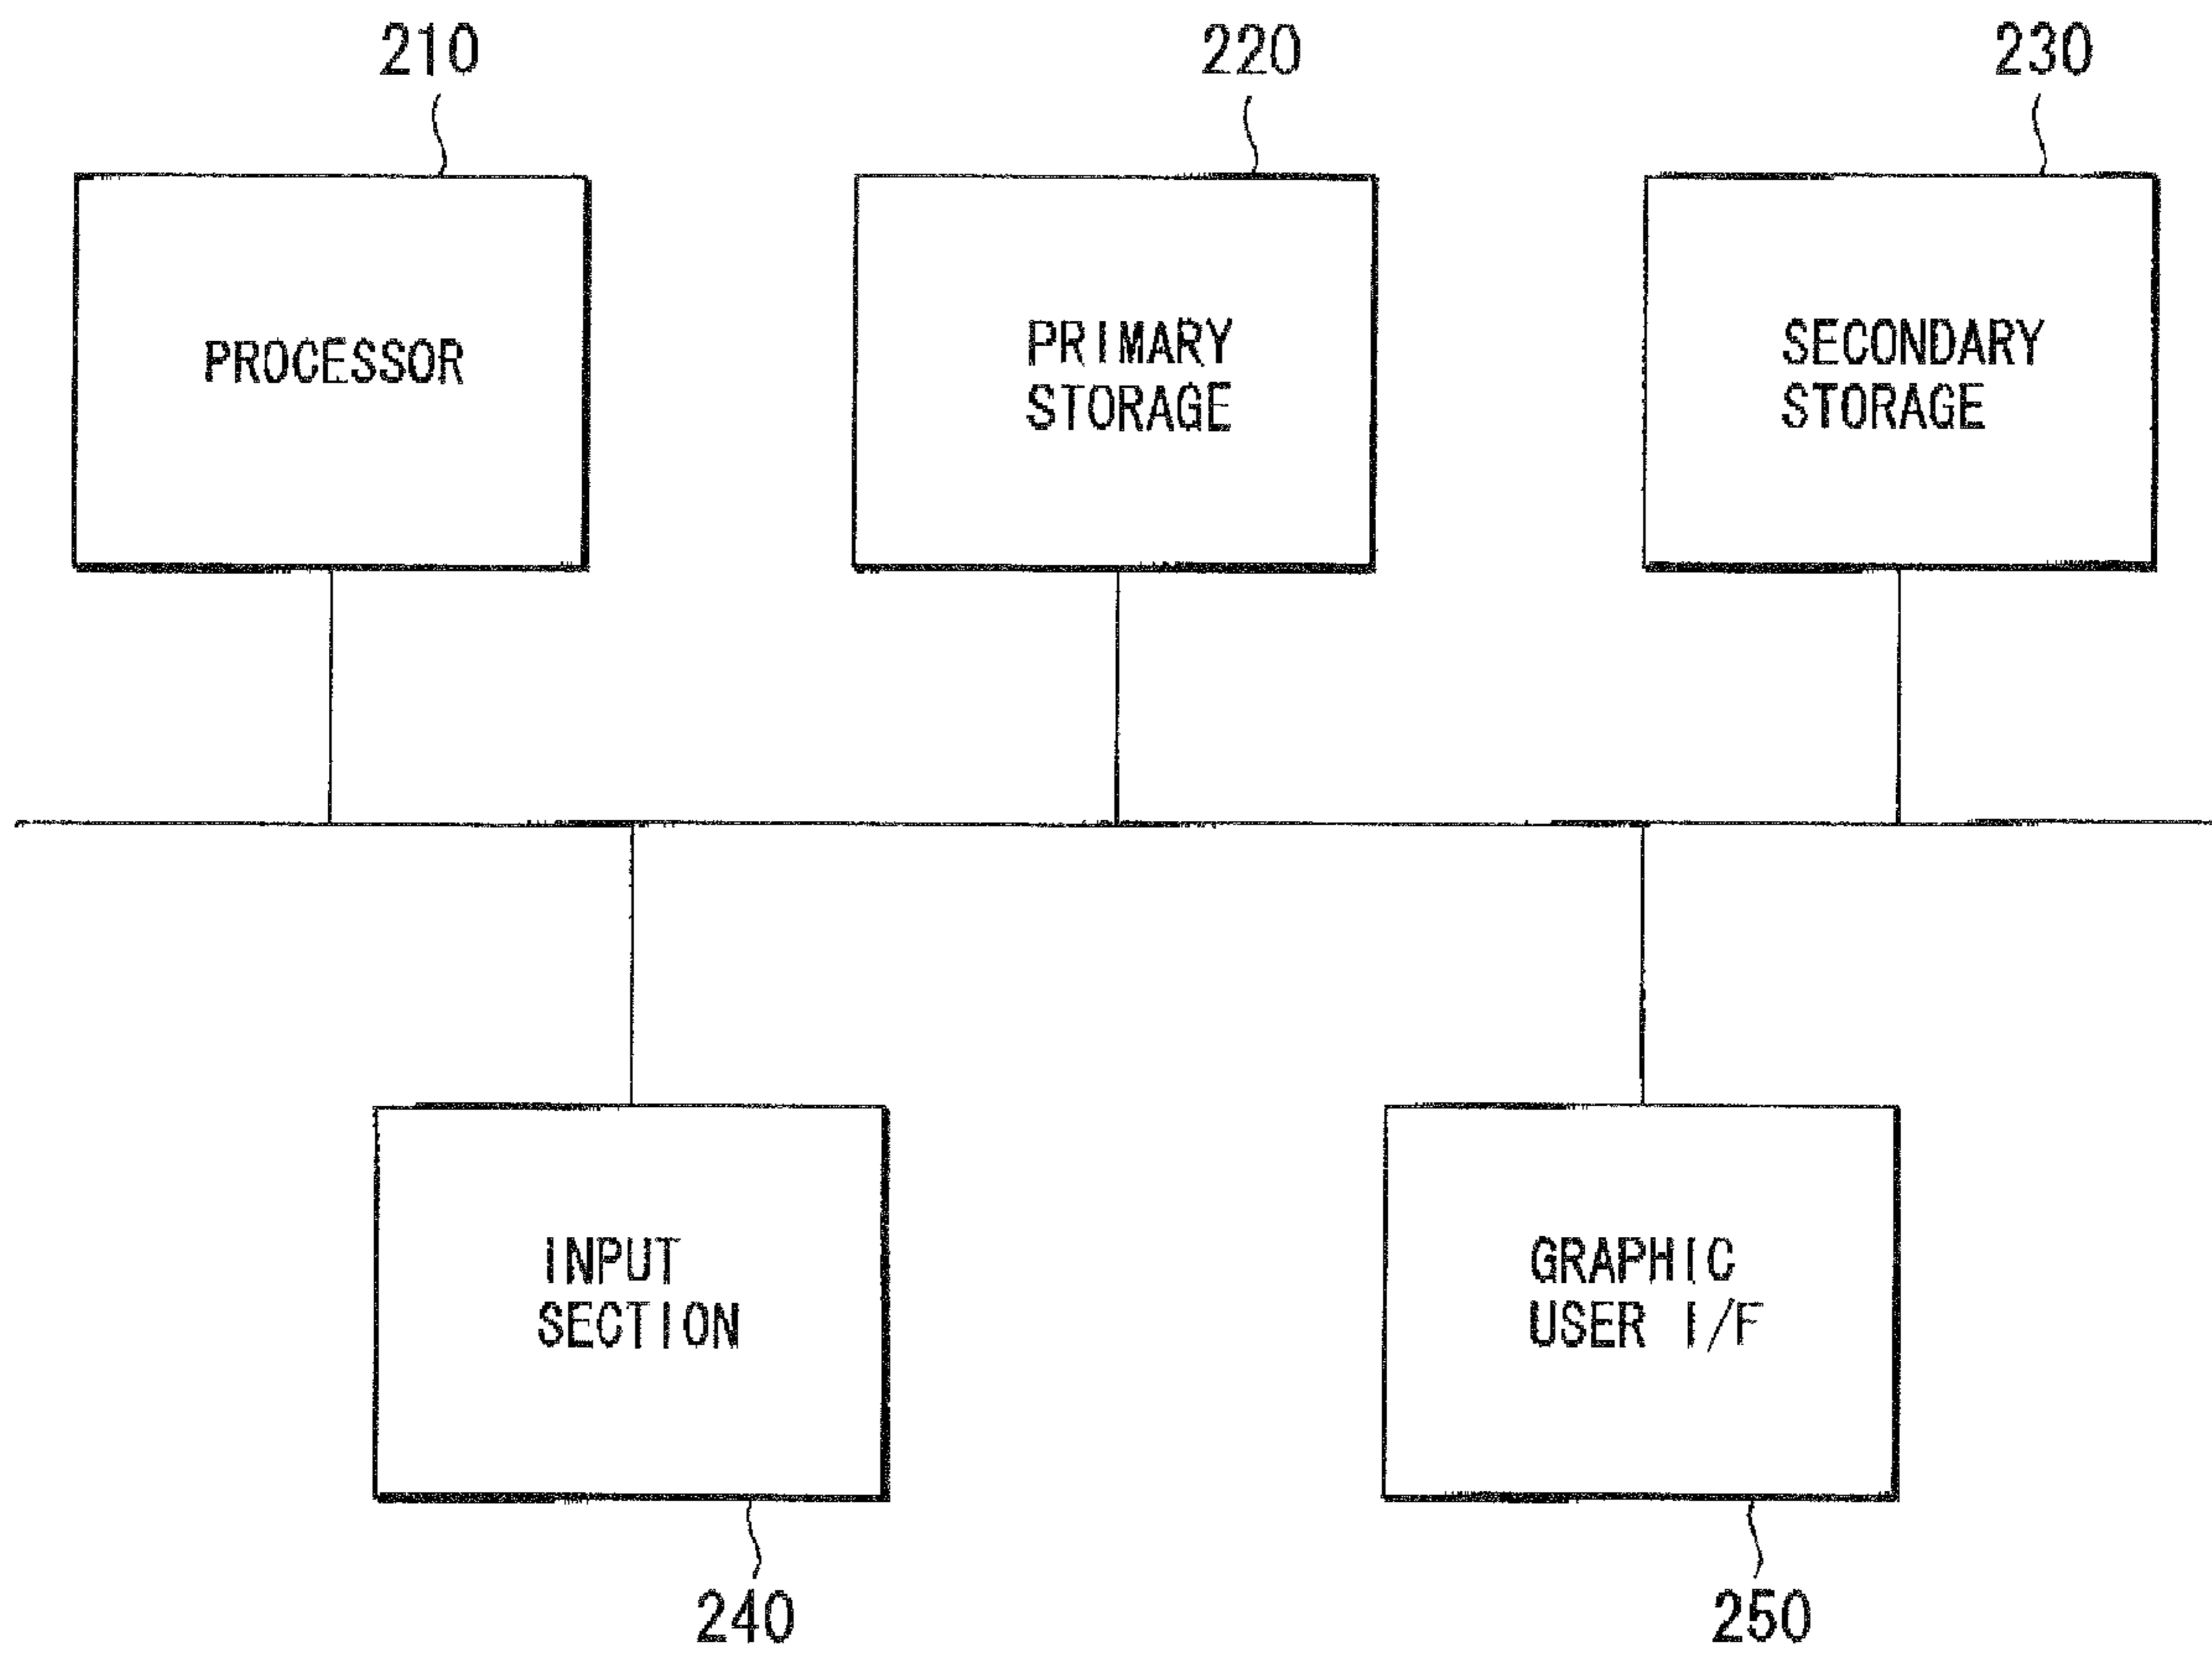 210
220
230
PROCESSOR
PRIMARY
STORAGE
SECONDARY
STORAGE
INPUT
SECTION
GRAPHIC
USER I/F
240
250